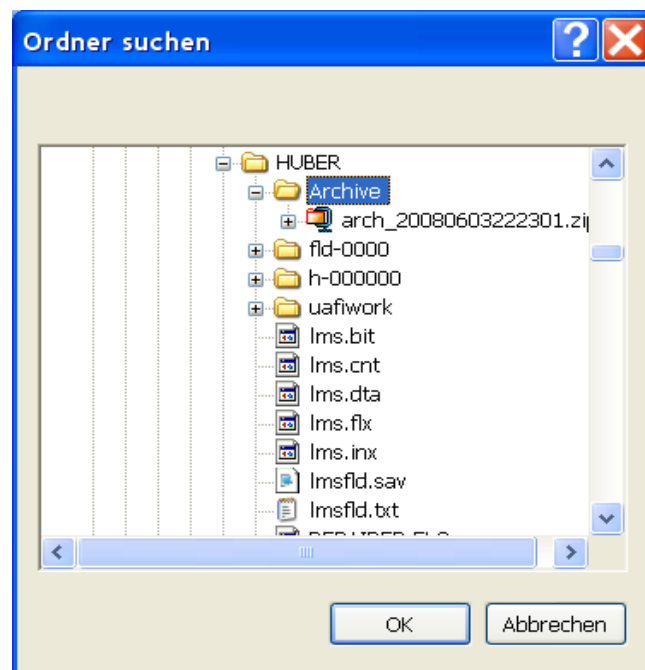 Ordner suchen
HUBER
Archive
arch_20080603222301.zip
fld-0000
h-000000
uafiwork
lms.bit
lms.cnt
lms.dta
lms.flx
lms.inx
lmsfld.sav
lmsfld.txt
OK
Abbrechen